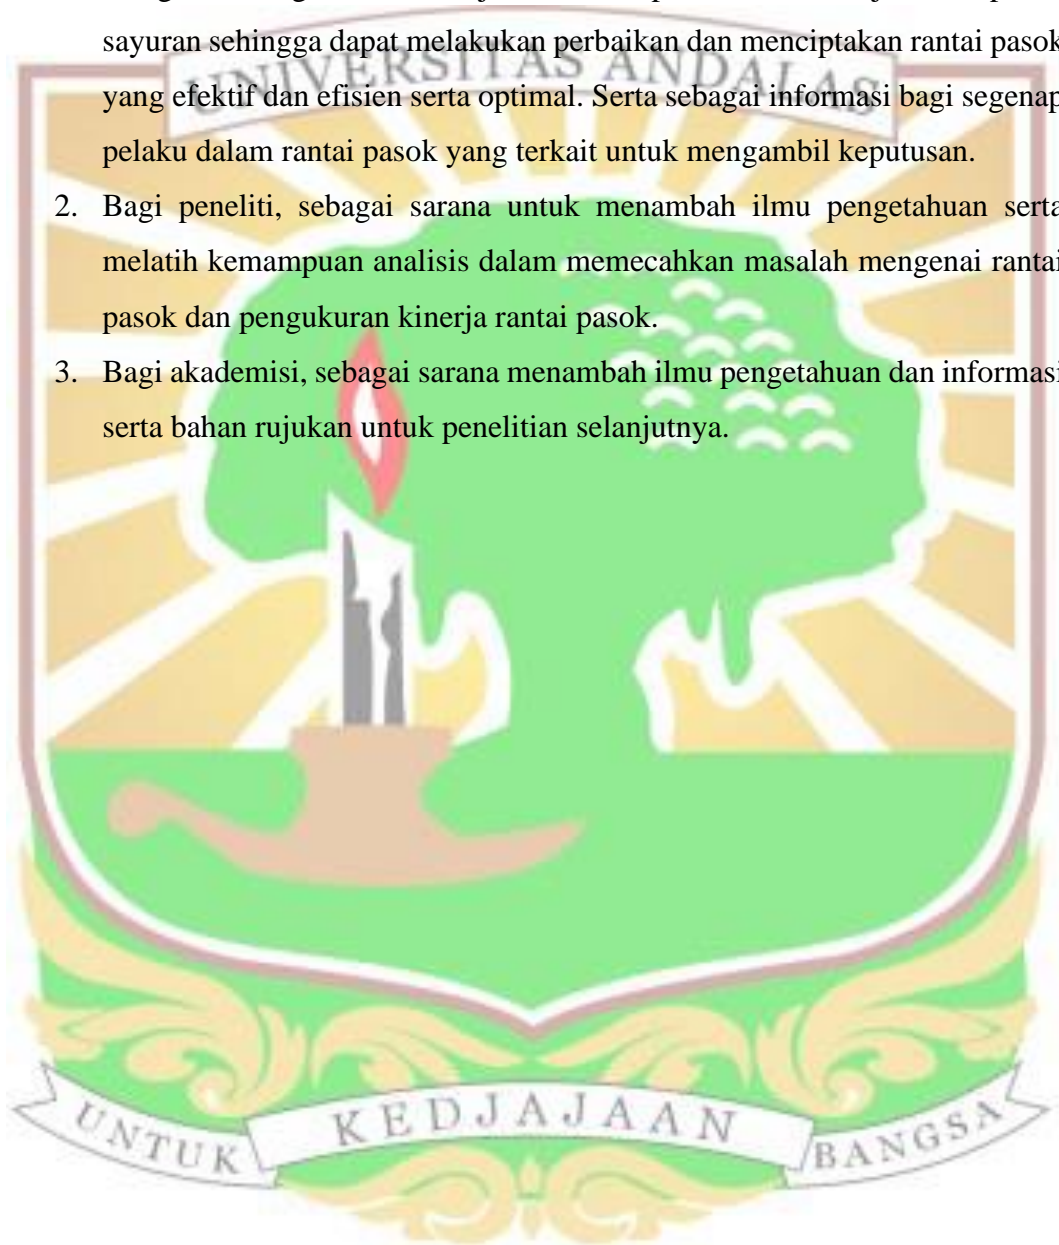 sayuran sehingga dapat melakukan perbaikan dan menciptakan rantai pasok
UNIVERSITAS ANDALAS
yang efektif dan efisien serta optimal. Serta sebagai informasi bagi segenap
pelaku dalam rantai pasok yang terkait untuk mengambil keputusan.
2. Bagi peneliti, sebagai sarana untuk menambah ilmu pengetahuan serta
melatih kemampuan analisis dalam memecahkan masalah mengenai rantai
pasok dan pengukuran kinerja rantai pasok.
3. Bagi akademisi, sebagai sarana menambah ilmu pengetahuan dan informasi
serta bahan rujukan untuk penelitian selanjutnya.
UNTUK KEDJAJAAN BANGSA